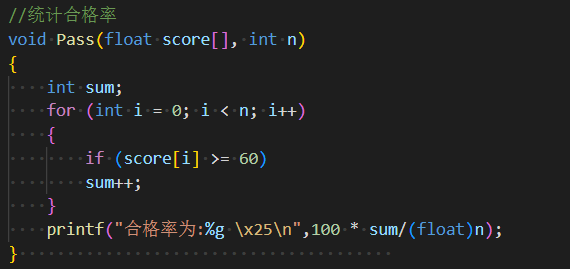 //统计合格率
void Pass(float score[], int n)
{
    int sum;
    for (int i = 0; i < n; i++)
    {
        if (score[i] >= 60)
        sum++;
    }
    printf("合格率为:%g \x25\n",100 * sum/(float)n);
}